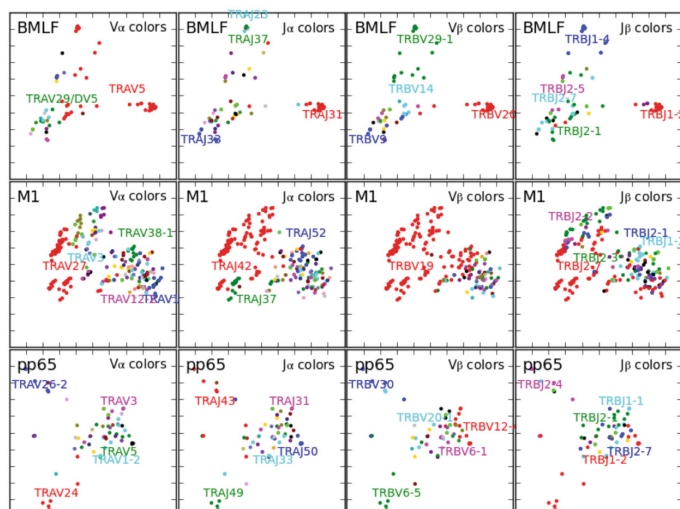 BMLF Vα colors
TRAV5
TRAV29/DV5
BMLF Jα colors
TRAJ37
TRAJ31
TRAJ33
BMLF Vβ colors
TRBV29-1
TRBV14
TRBV20
TRBV9
BMLF Jβ colors
TRBJ1-4
TRBJ2-5
TRBJ2-1
M1 Vα colors
TRAV38-1
TRAV3
TRAV27
TRAV12
TRAV1
M1 Jα colors
TRAJ52
TRAJ42
TRAJ37
M1 Vβ colors
TRBV19
M1 Jβ colors
TRBJ2-2
TRBJ2-1
TRBJ2-3
TRBJ2-7
pp65 Vα colors
TRAV26-2
TRAV3
TRAV5
TRAV1-2
TRAV24
pp65 Jα colors
TRAJ43
TRAJ31
TRAJ50
TRAJ33
TRAJ49
pp65 Vβ colors
TRBV30
TRBV20-1
TRBV12-
TRBV6-1
TRBV6-5
pp65 Jβ colors
TRBJ2-4
TRBJ1-1
TRBJ2-7
TRBJ1-2